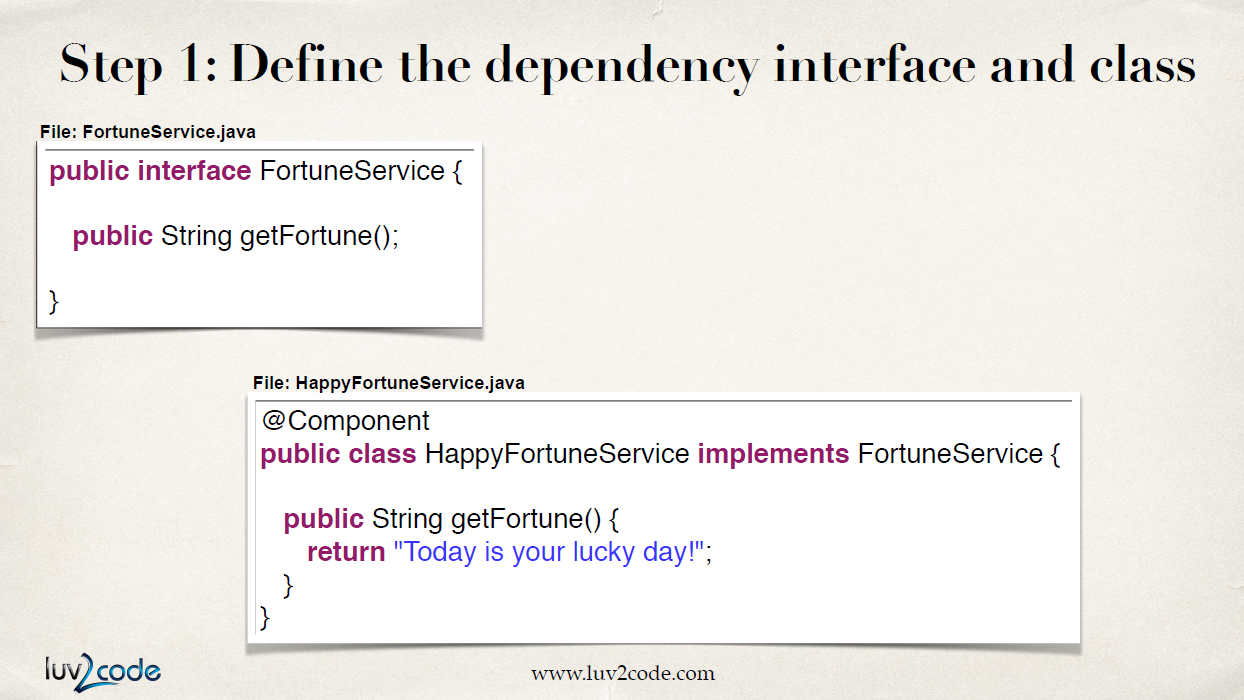 Step 1: Define the dependency interface and class
File: FortuneService.java
public interface FortuneService {
public String getFortune();
}
File: HappyFortuneService.java
@Component
public class HappyFortuneService implements FortuneService {
public String getFortune() {
return "Today is your lucky day!";
}
}
luv2code
www.luv2code.com